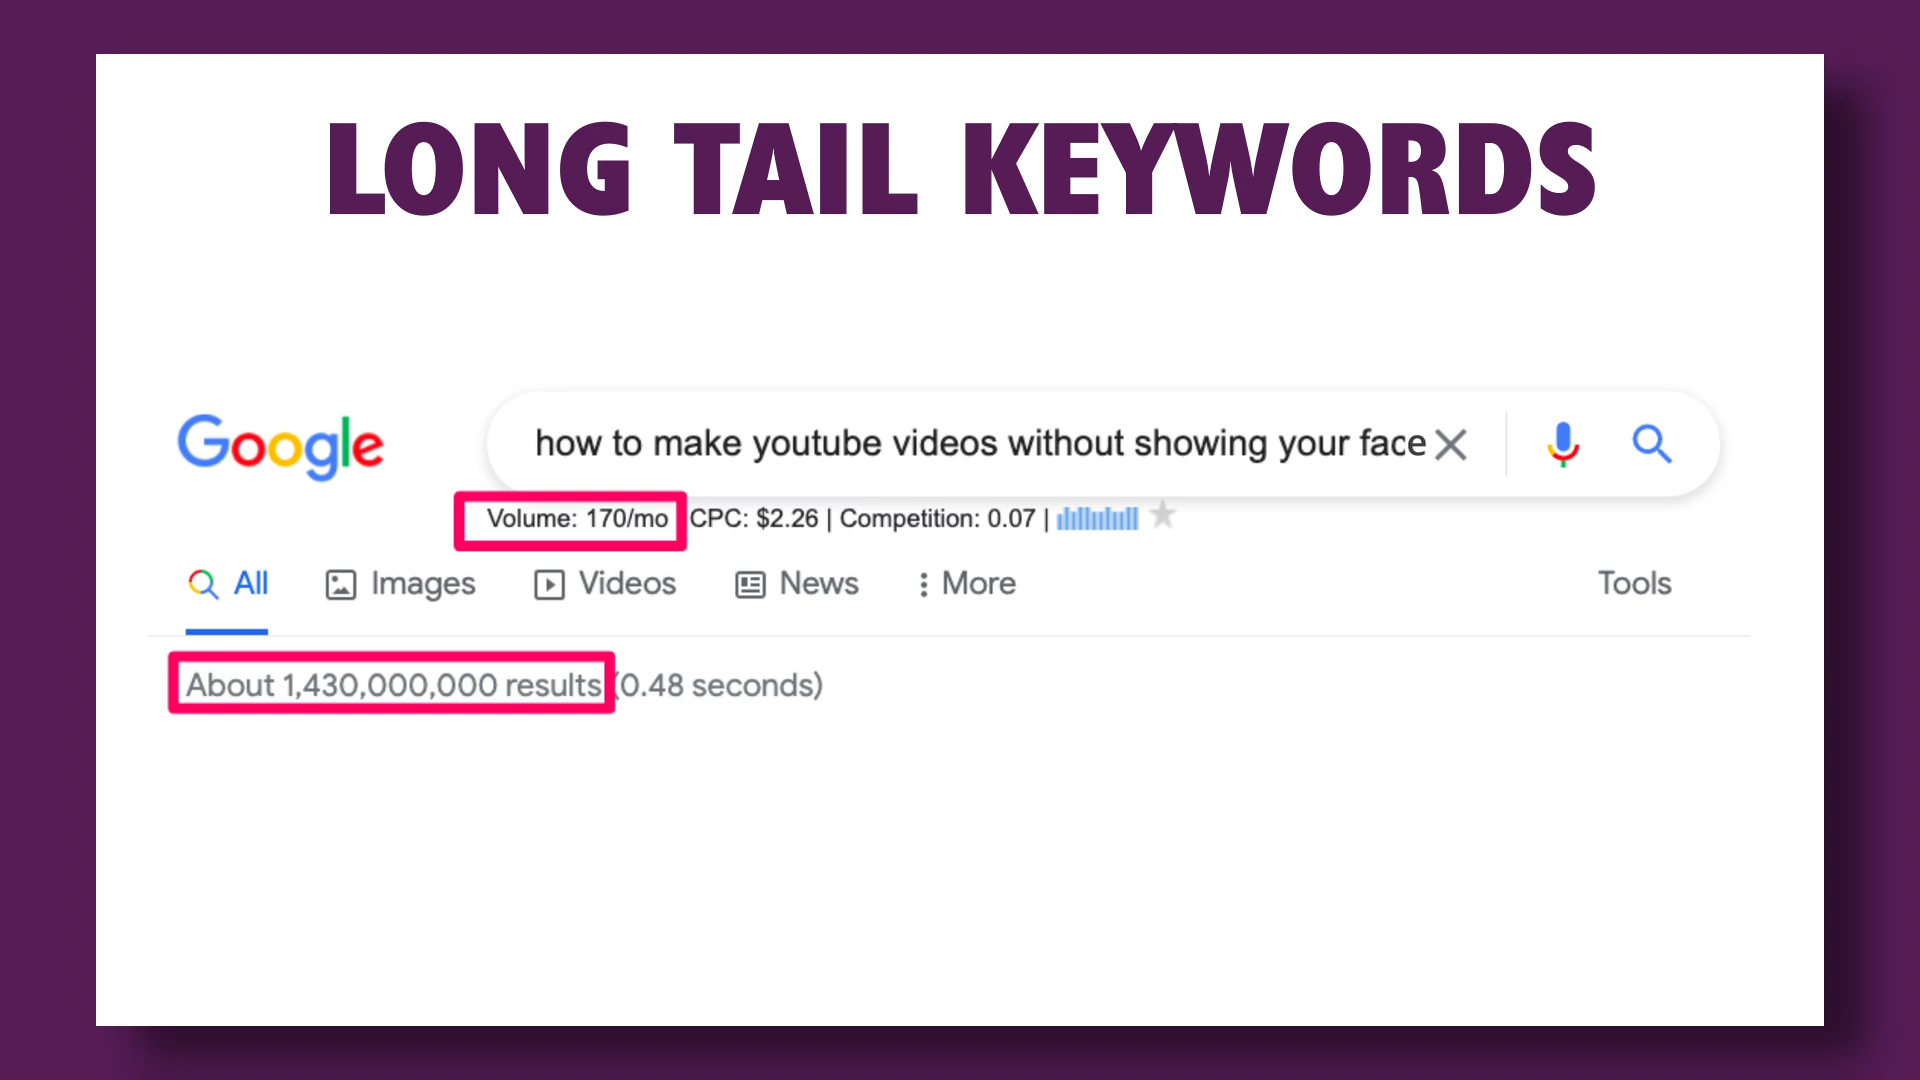 LONG TAIL KEYWORDS
Google
how to make youtube videos without showing your face
Volume: 170/mo CPC: $2.26 | Competition: 0.07 |
All Images Videos News More Tools
About 1,430,000,000 results (0.48 seconds)